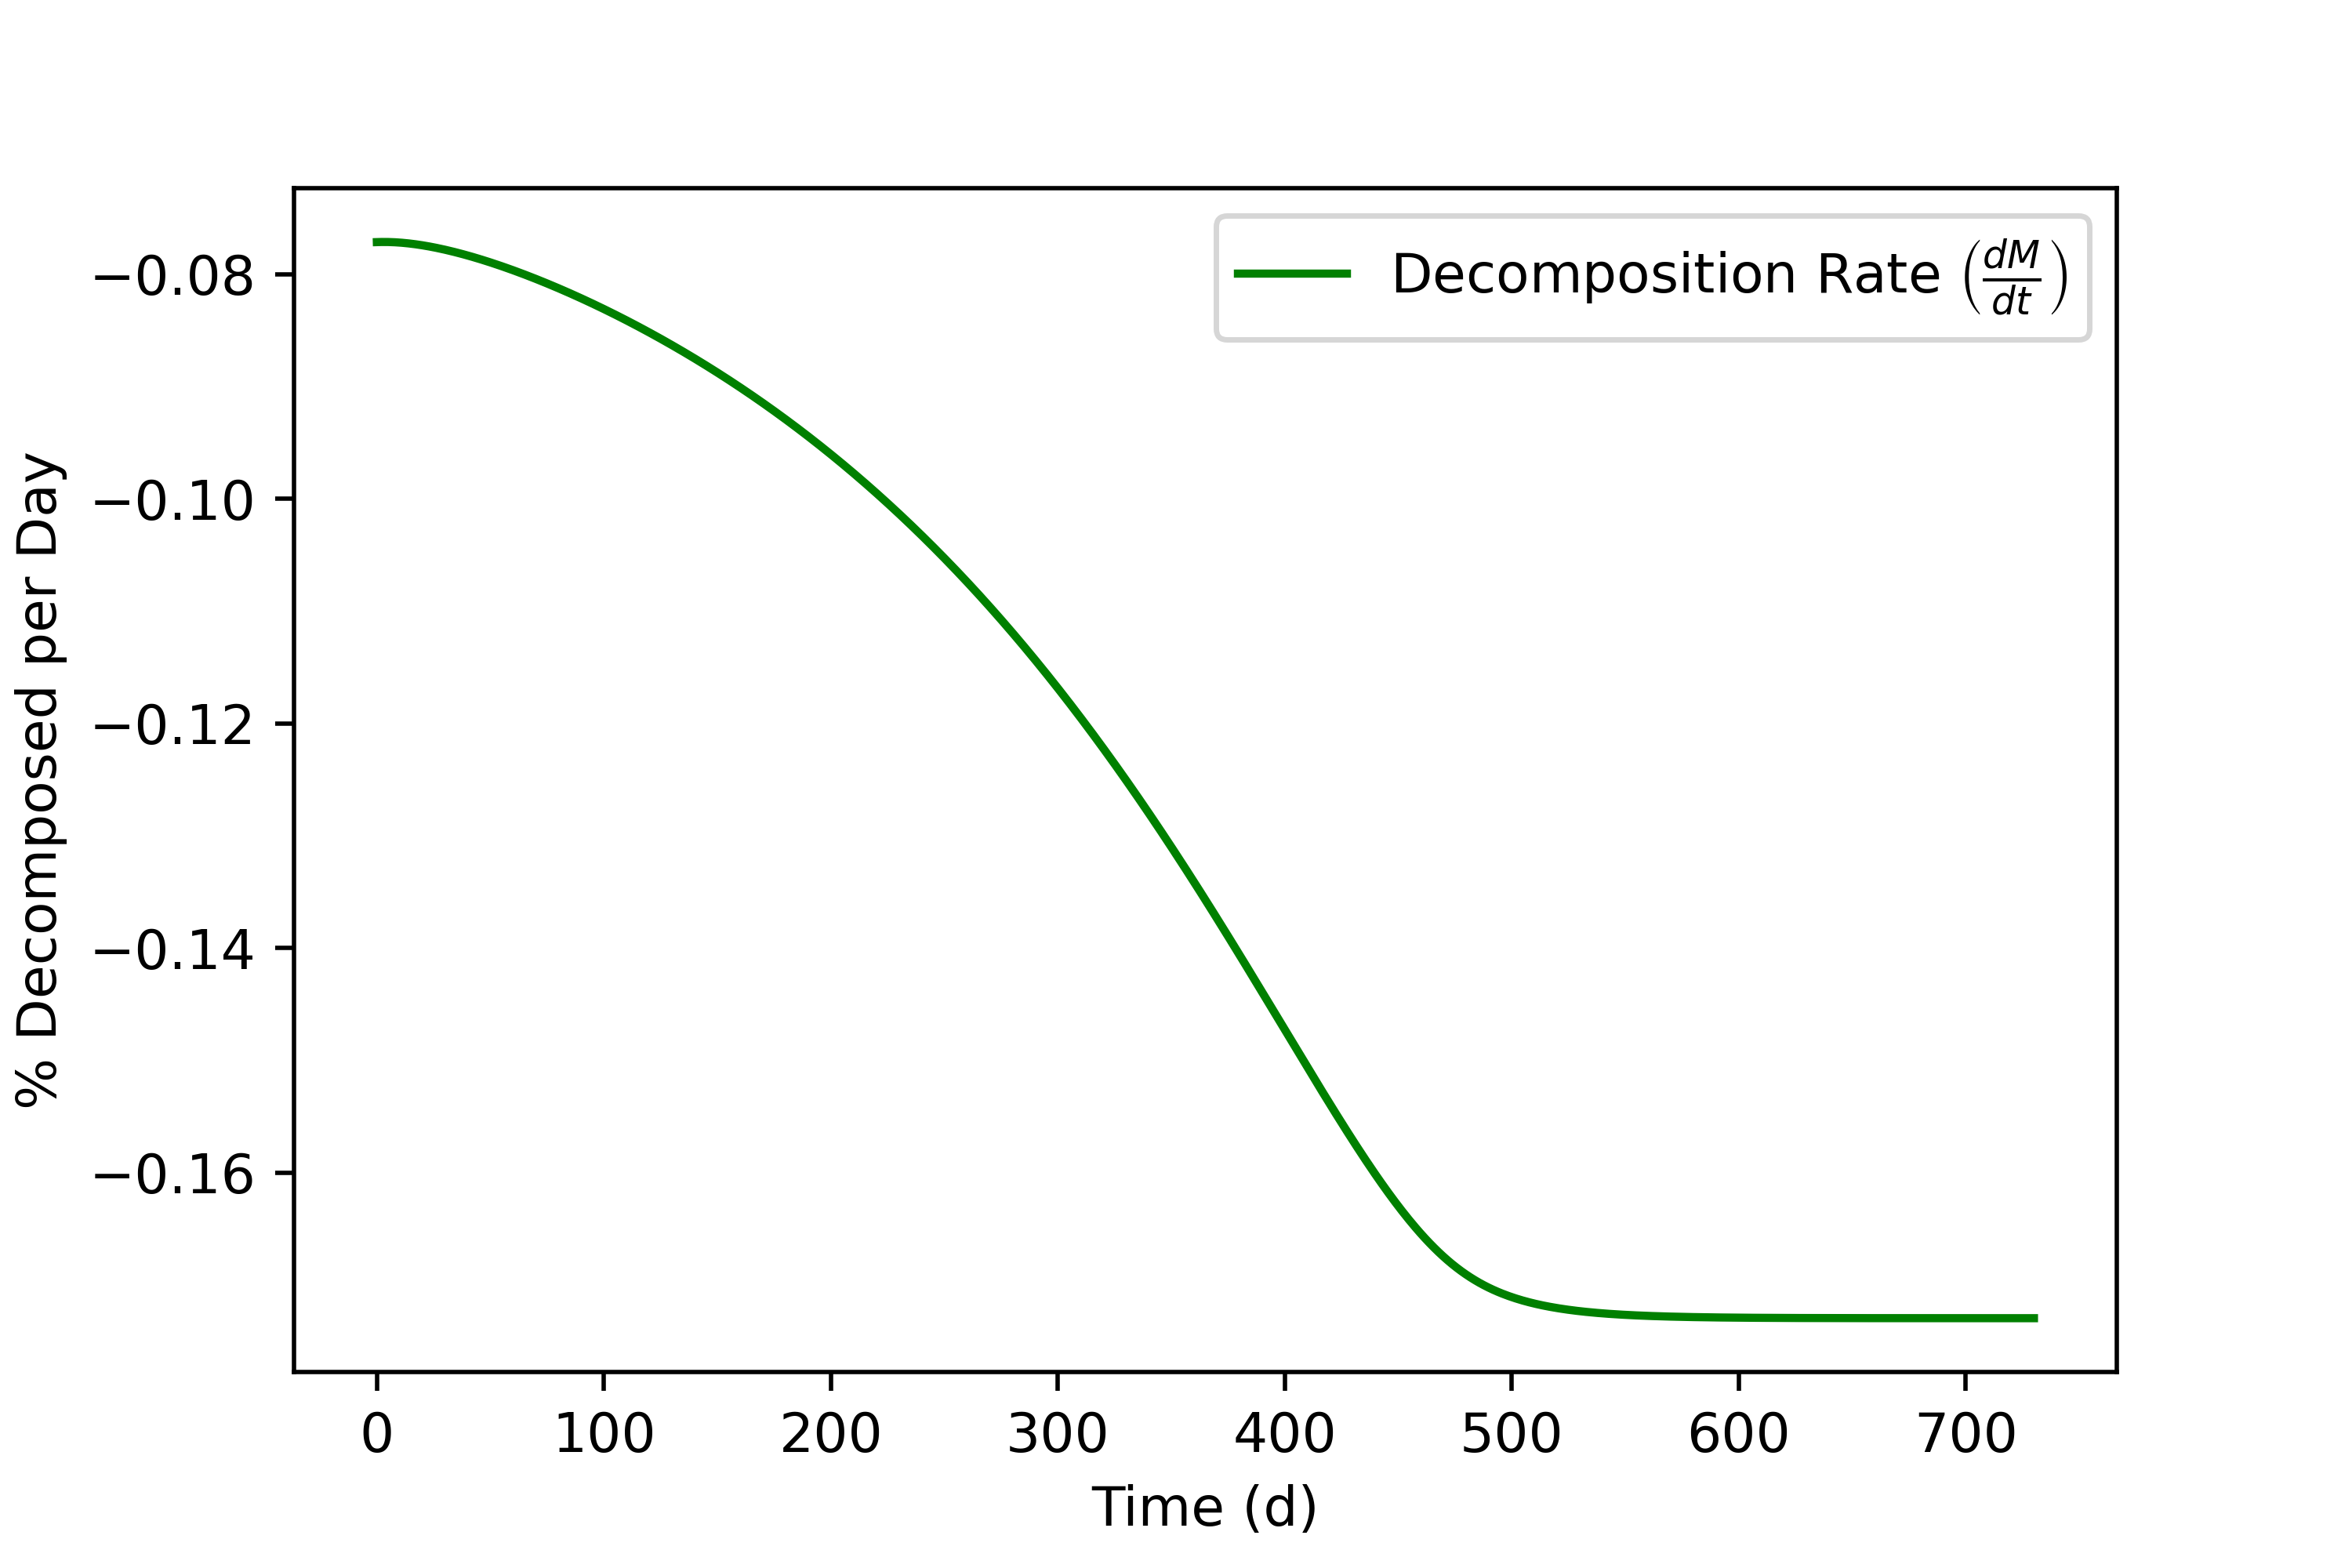 Decomposition Rate (dM/dt)
−0.08
−0.10
−0.12
−0.14
−0.16
% Decomposed per Day
0 100 200 300 400 500 600 700
Time (d)